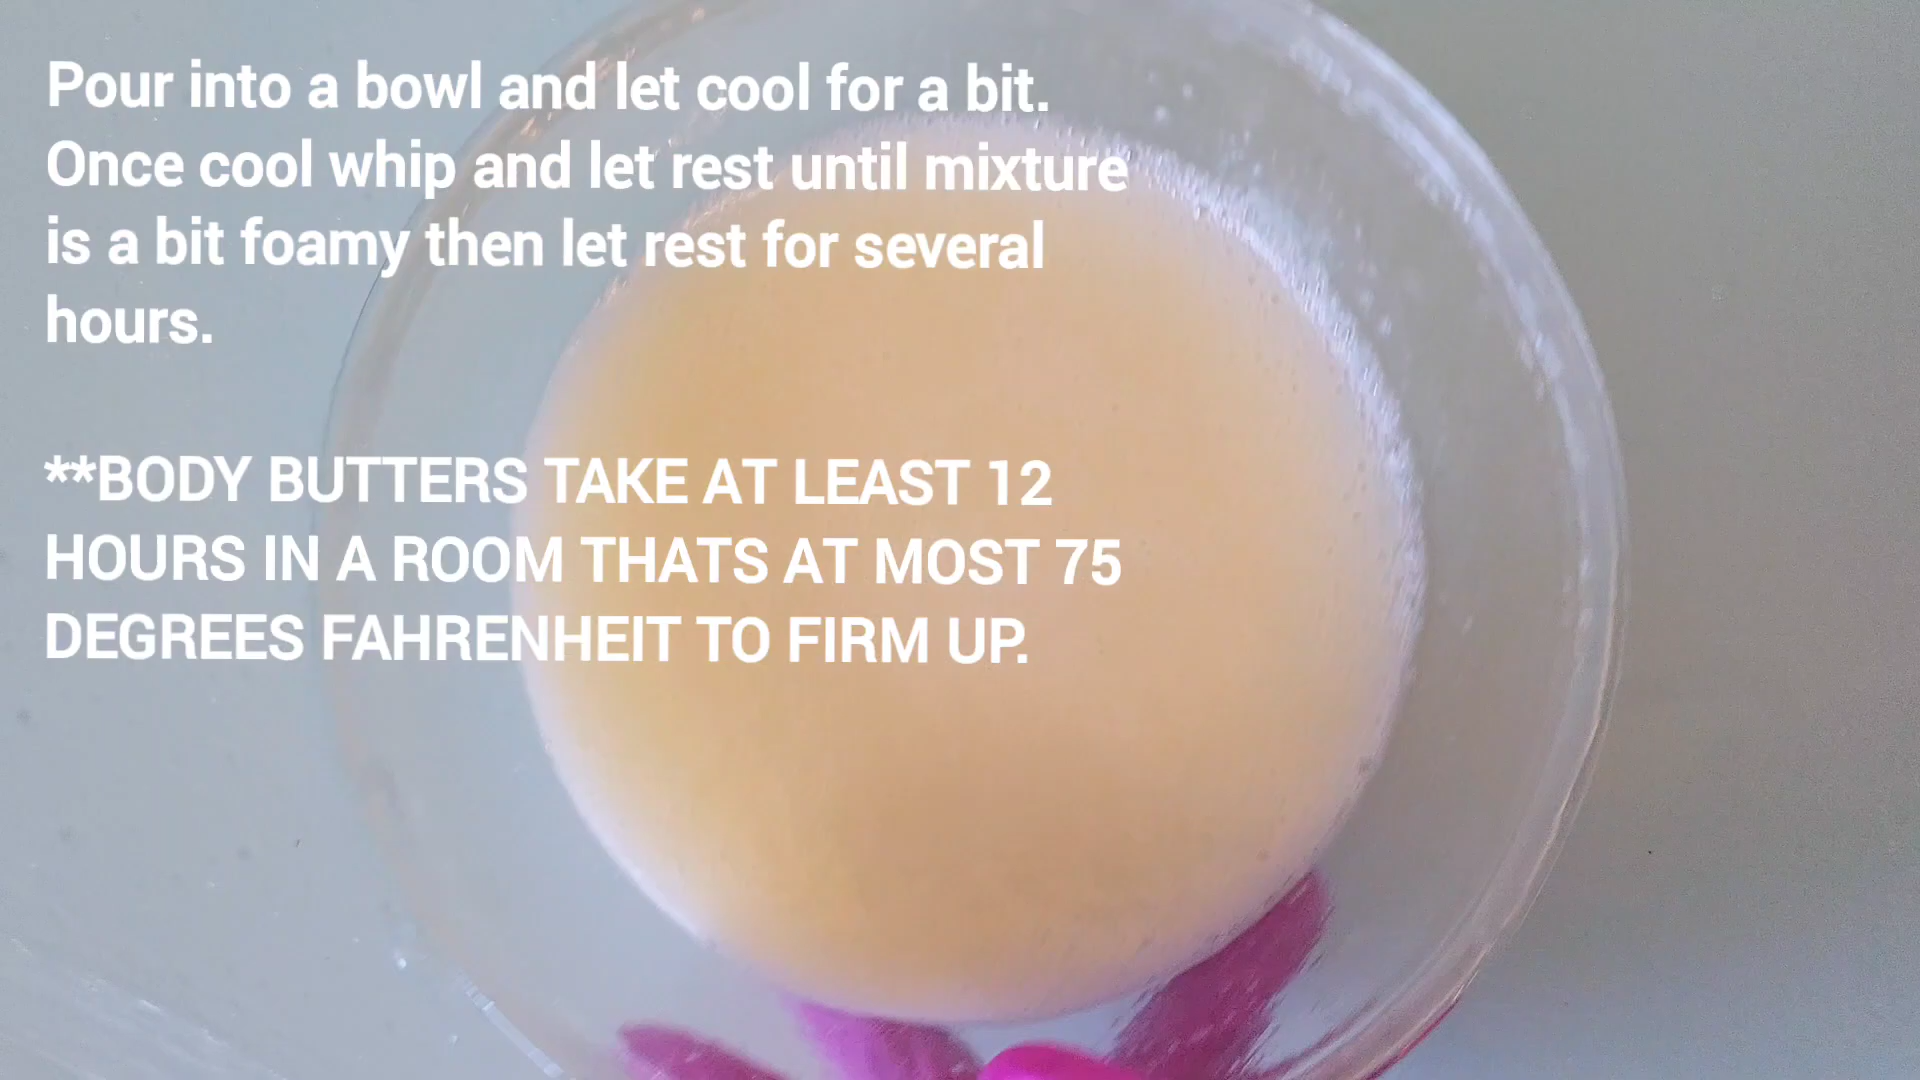 Pour into a bowl and let cool for a bit.
Once cool whip and let rest until mixture
is a bit foamy then let rest for several
hours.
**BODY BUTTERS TAKE AT LEAST 12
HOURS IN A ROOM THATS AT MOST 75
DEGREES FAHRENHEIT TO FIRM UP.